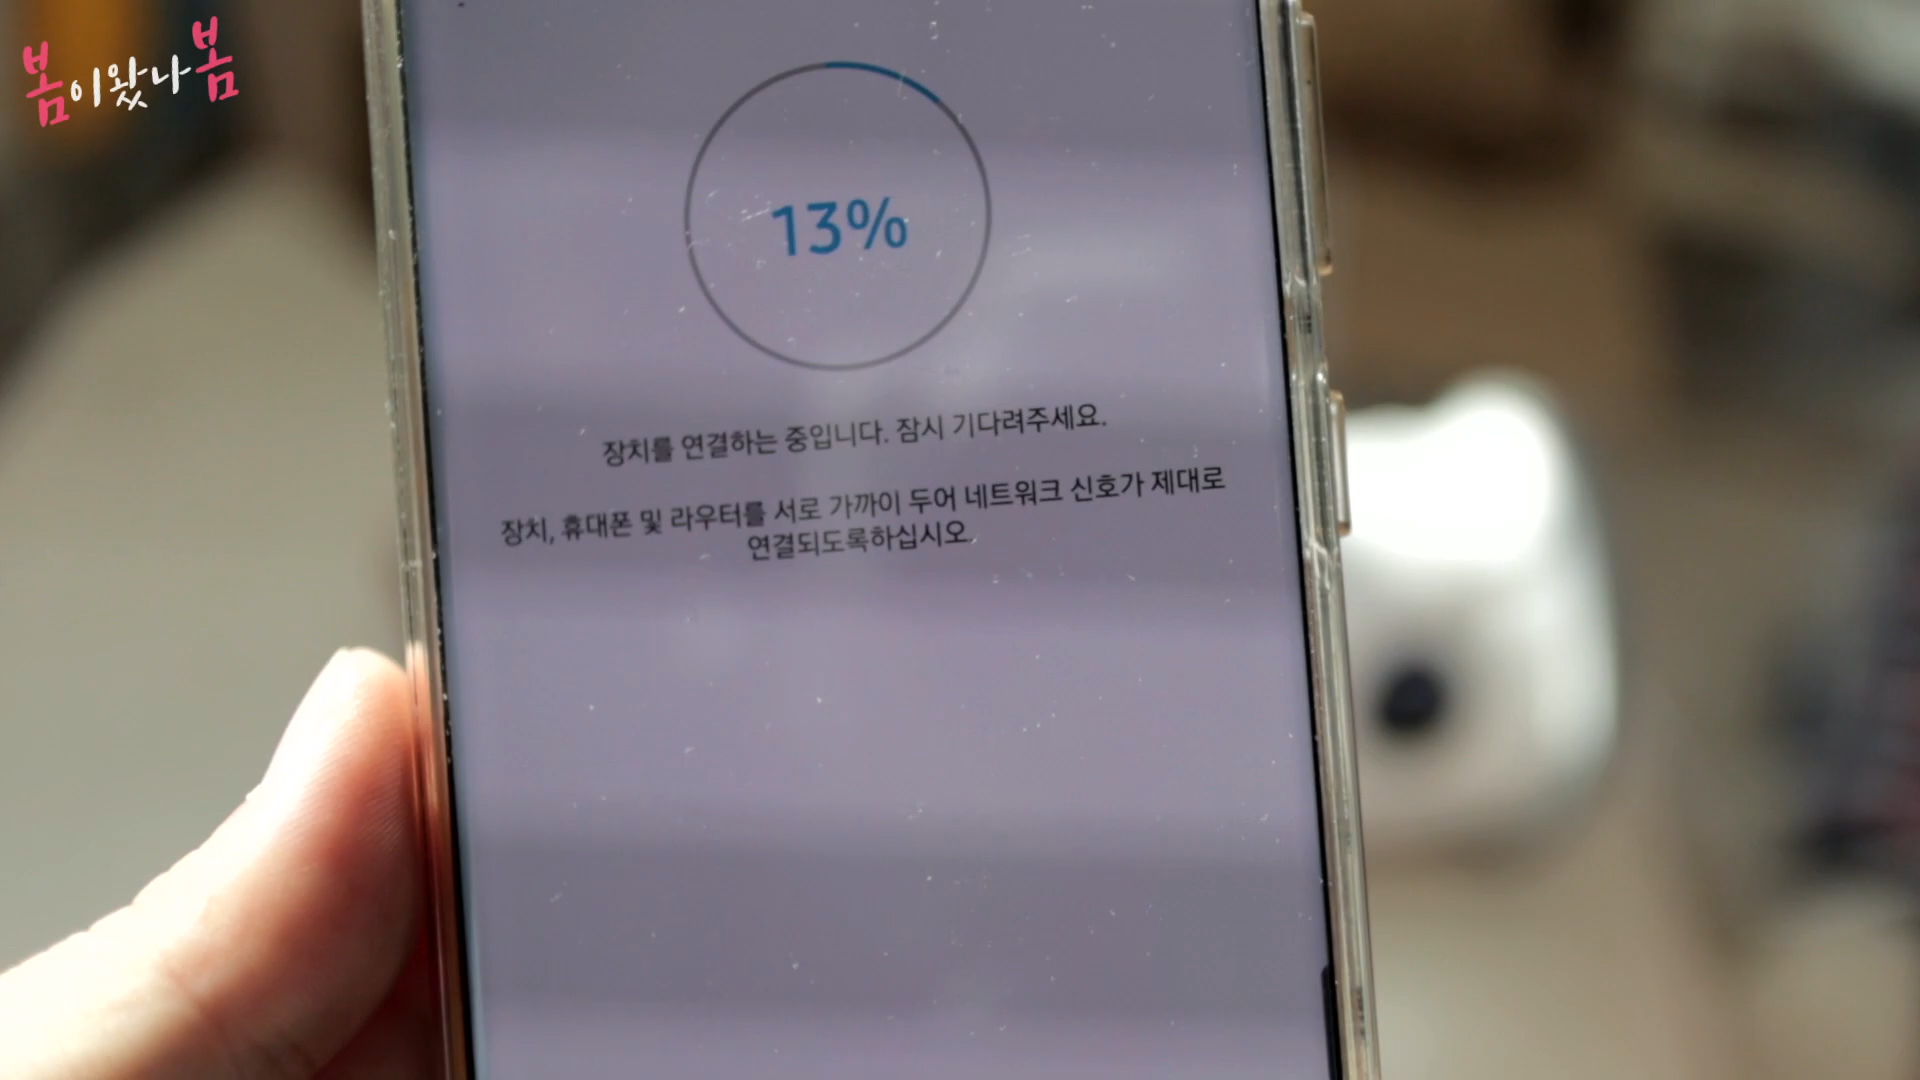 봄이왔나봄
13%
장치를 연결하는 중입니다. 잠시 기다려주세요.
장치, 휴대폰 및 라우터를 서로 가까이 두어 네트워크 신호가 제대로
연결되도록하십시오.